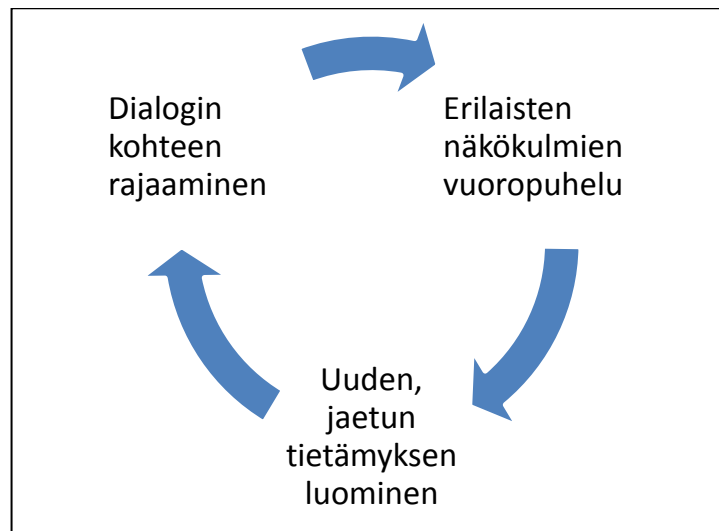 Dialogin
kohteen
rajaaminen
Erilaisten
näkökulmien
vuoropuhelu
Uuden,
jaetun
tietämyksen
luominen